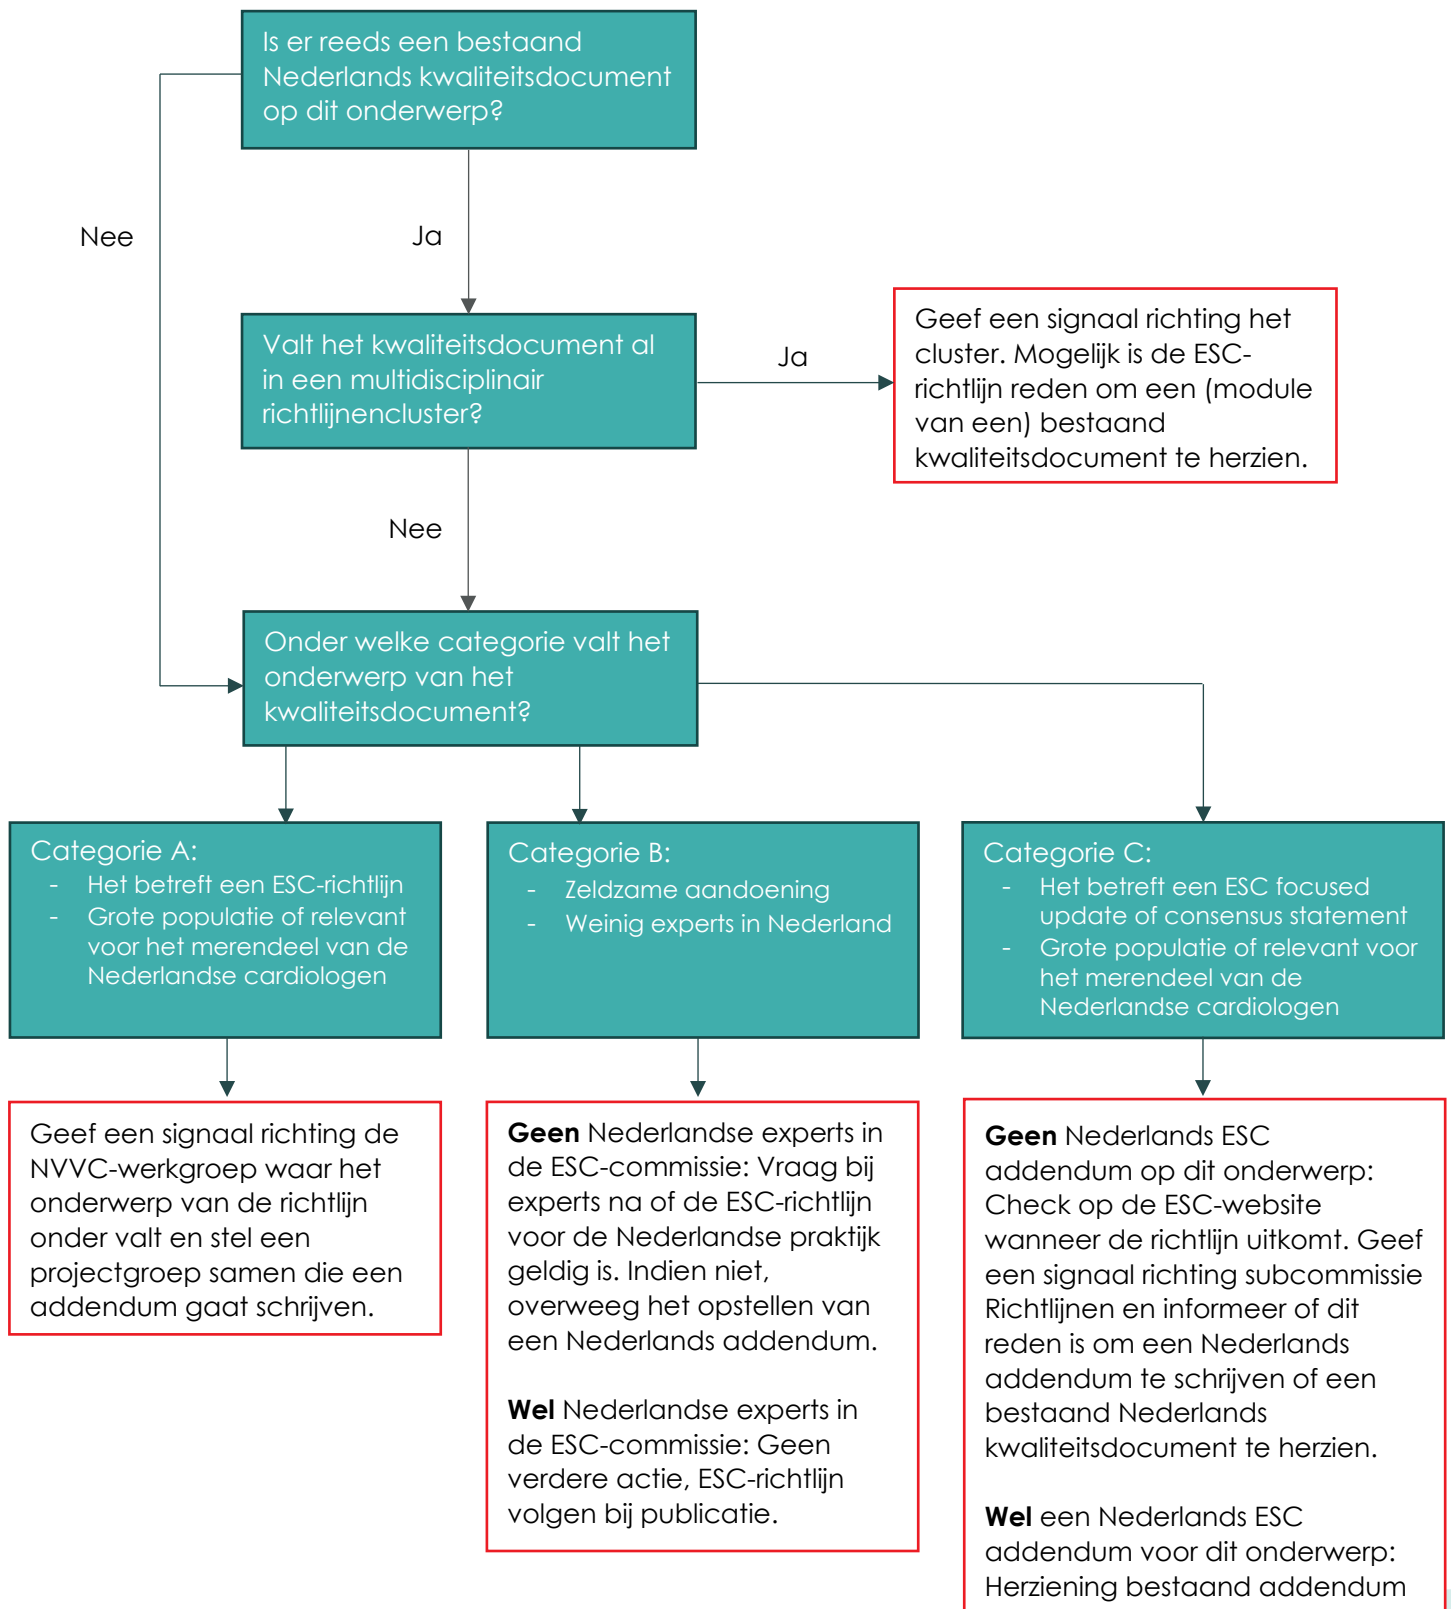 Is er reeds een bestaand
Nederlands kwaliteitsdocument
op dit onderwerp?
Nee
Ja
Valt het kwaliteitsdocument al
in een multidisciplinair
richtlijnencluster?
Ja
Geef een signaal richting het
cluster. Mogelijk is de ESC-
richtlijn reden om een (module
van een) bestaand
kwaliteitsdocument te herzien.
Nee
Onder welke categorie valt het
onderwerp van het
kwaliteitsdocument?
Categorie A:
- Het betreft een ESC-richtlijn
- Grote populatie of relevant
voor het merendeel van de
Nederlandse cardiologen
Categorie B:
- Zeldzame aandoening
- Weinig experts in Nederland
Categorie C:
- Het betreft een ESC focused
update of consensus statement
- Grote populatie of relevant voor
het merendeel van de
Nederlandse cardiologen
Geef een signaal richting de
NVVC-werkgroep waar het
onderwerp van de richtlijn
onder valt en stel een
projectgroep samen die een
addendum gaat schrijven.
Geen Nederlandse experts in
de ESC-commissie: Vraag bij
experts na of de ESC-richtlijn
voor de Nederlandse praktijk
geldig is. Indien niet,
overweeg het opstellen van
een Nederlands addendum.
Wel Nederlandse experts in
de ESC-commissie: Geen
verdere actie, ESC-richtlijn
volgen bij publicatie.
Geen Nederlands ESC
addendum op dit onderwerp:
Check op de ESC-website
wanneer de richtlijn uitkomt. Geef
een signaal richting subcommissie
Richtlijnen en informeer of dit
reden is om een Nederlands
addendum te schrijven of een
bestaand Nederlands
kwaliteitsdocument te herzien.
Wel een Nederlands ESC
addendum voor dit onderwerp:
Herziening bestaand addendum